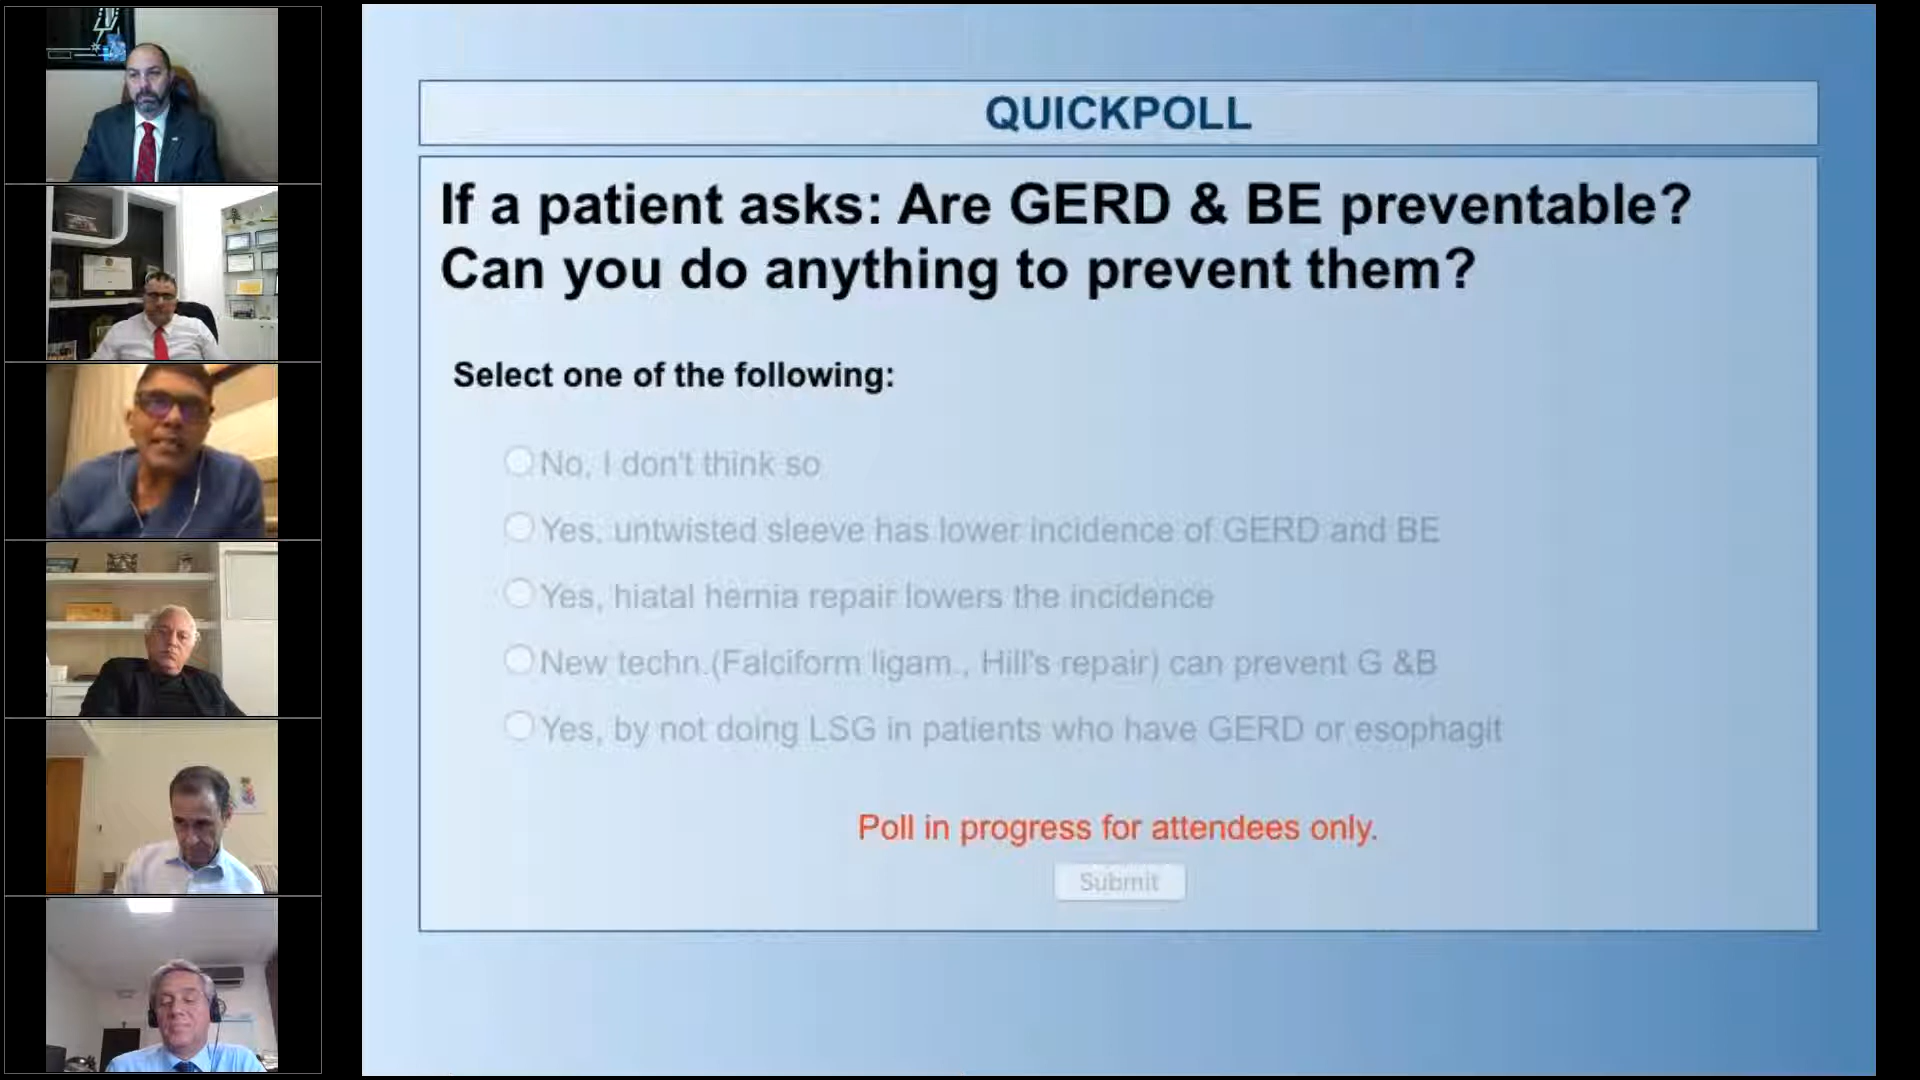 QUICKPOLL
If a patient asks: Are GERD & BE preventable?
Can you do anything to prevent them?
Select one of the following:
No, I don't think so
Yes, untwisted sleeve has lower incidence of GERD and BE
Yes, hiatal hernia repair lowers the incidence
New techn.(Falciform ligam., Hill's repair) can prevent G &B
Yes, by not doing LSG in patients who have GERD or esophagit
Poll in progress for attendees only.
Submit